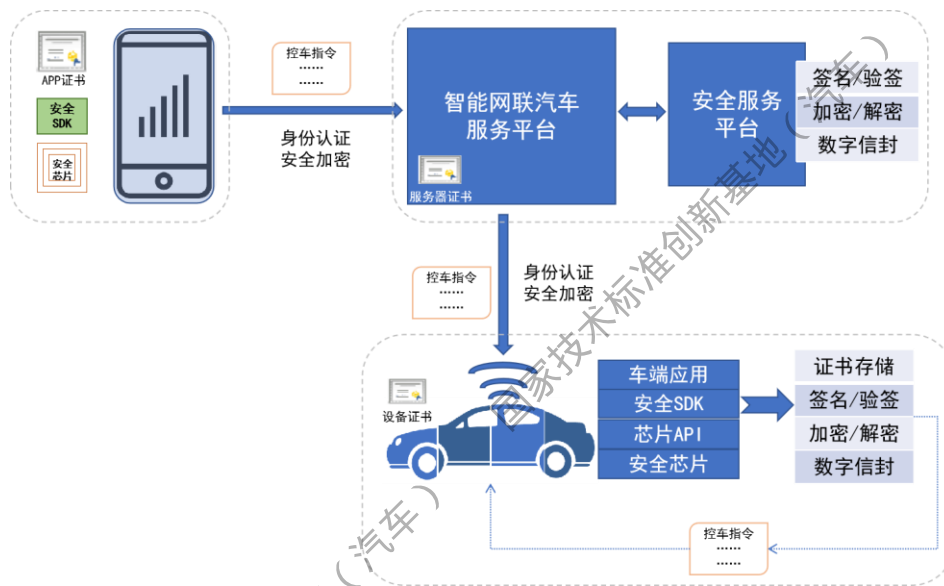 APP证书
安全
SDK
安全
芯片
控车指令
……
……
身份认证
安全加密
智能网联汽车
服务平台
服务器证书
安全服务
平台
签名/验签
加密/解密
数字信封
控车指令
……
……
身份认证
安全加密
设备证书
车端应用
安全SDK
芯片API
安全芯片
证书存储
签名/验签
加密/解密
数字信封
控车指令
……
……
国家技术标准创新基地（汽车）
（汽车）